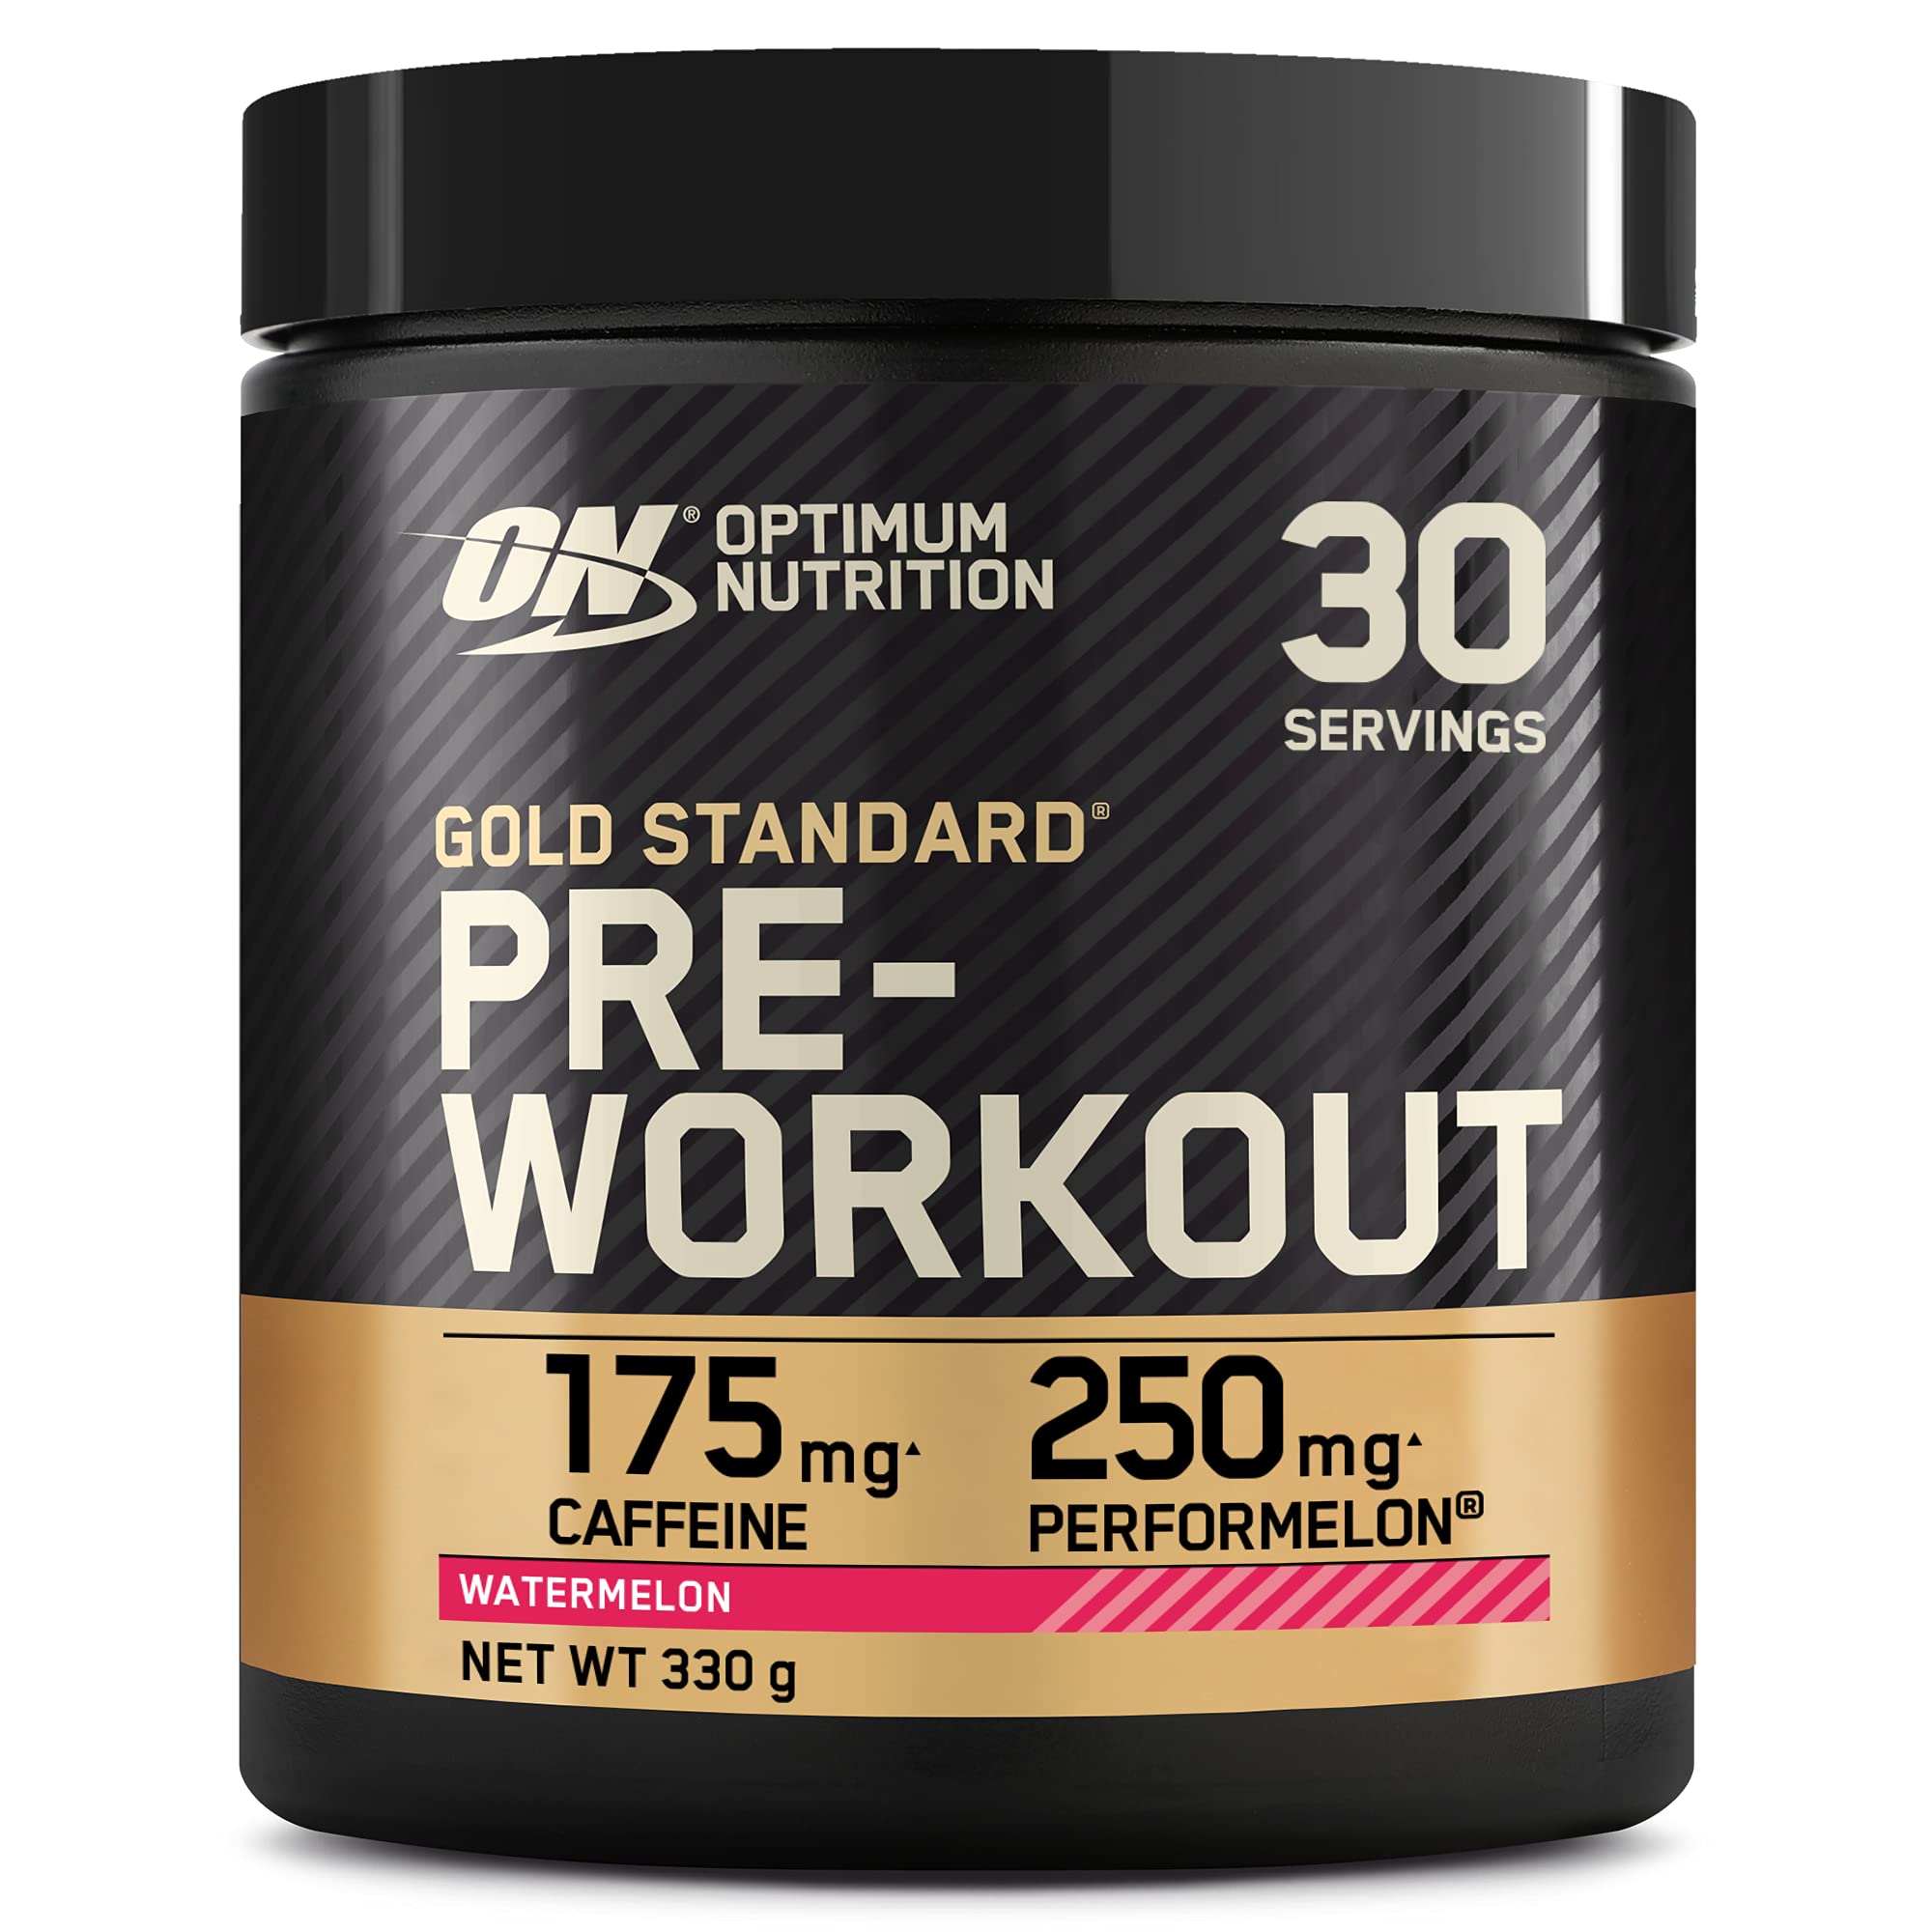 ON® OPTIMUM
NUTRITION
30
SERVINGS
GOLD STANDARD®
PRE-
WORKOUT
175mg▲
CAFFEINE
250mg▲
PERFORMELON®
WATERMELON
NET WT 330 g